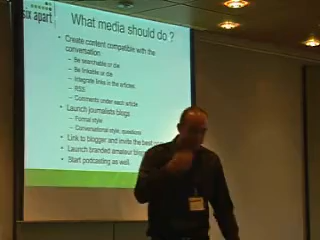 six apart
What media should do ?
Create content compatible with the
conversation
Be searchable or die
Be linkable or die
Integrate links in the articles
RSS
Comments under each article
Launch journalists blogs
Formal style
Conversational style, questions
Link to blogger and invite the best
Launch branded amateur blog
Start podcasting as well